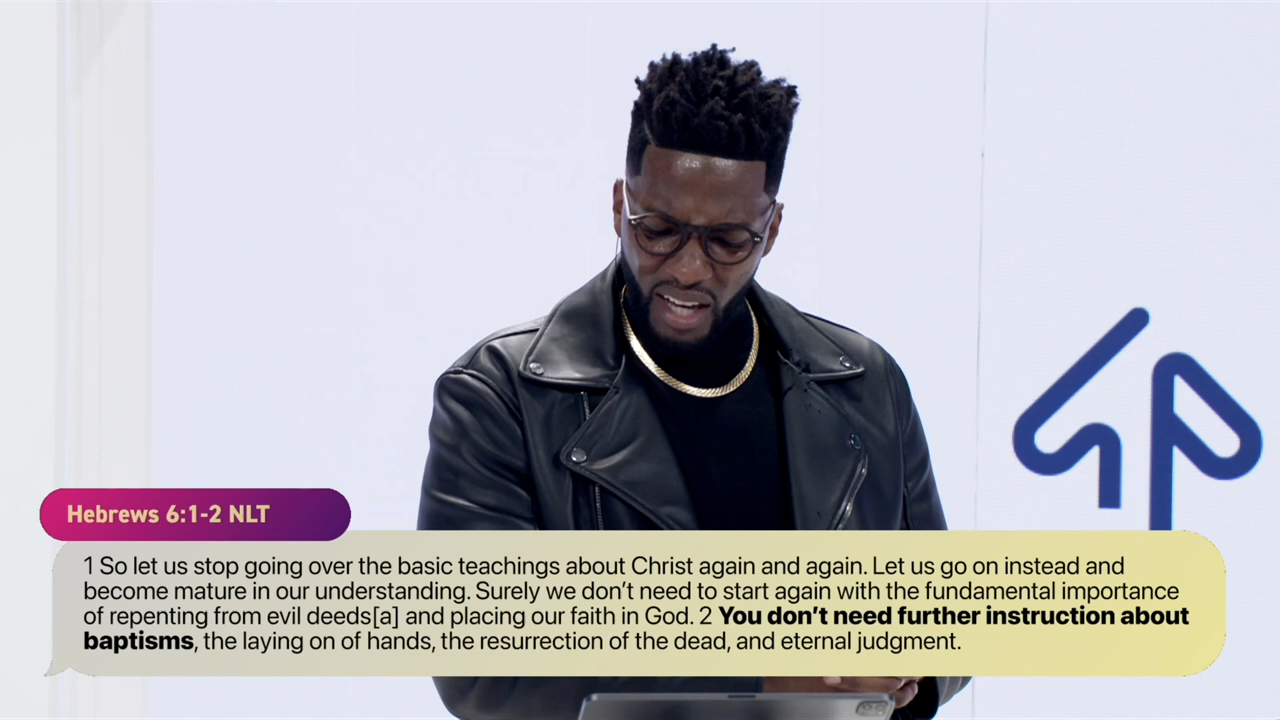 Hebrews 6:1-2 NLT
1 So let us stop going over the basic teachings about Christ again and again. Let us go on instead and
become mature in our understanding. Surely we don’t need to start again with the fundamental importance
of repenting from evil deeds[a] and placing our faith in God. 2 You don’t need further instruction about
baptisms, the laying on of hands, the resurrection of the dead, and eternal judgment.